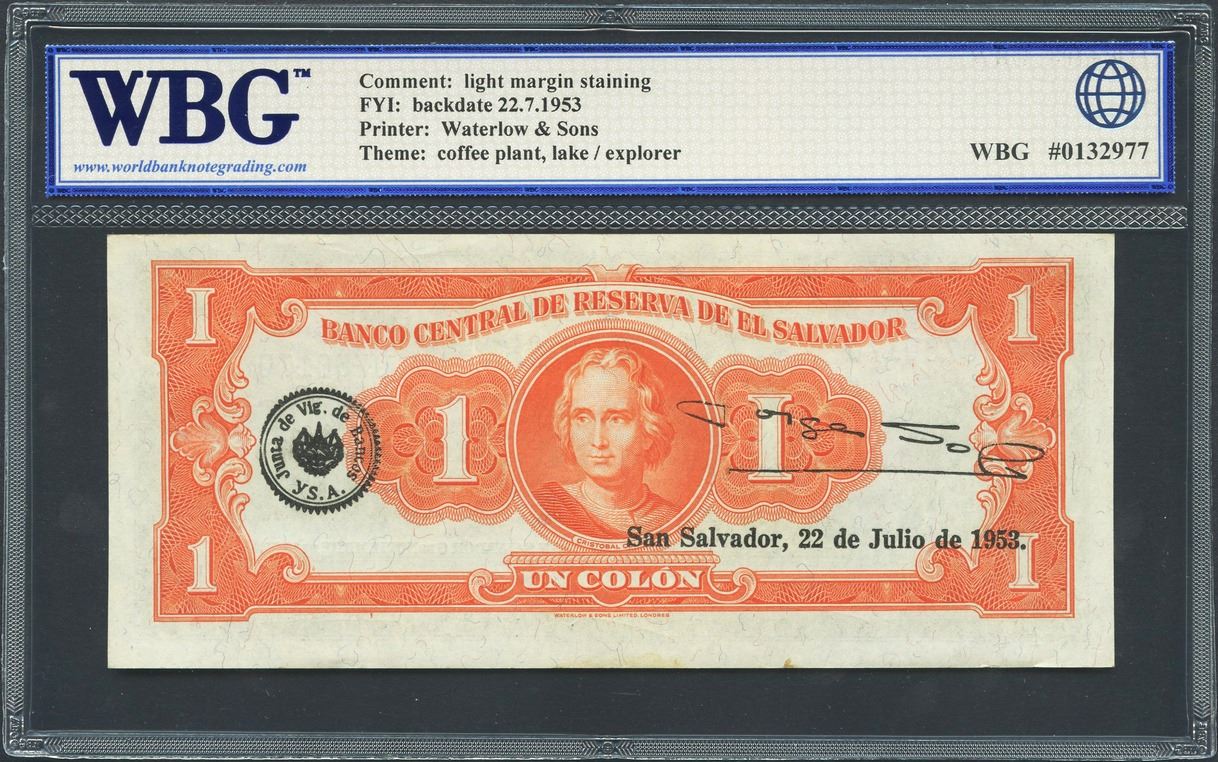 WBG™
www.worldbanknotegrading.com
Comment: light margin staining
FYI: backdate 22.7.1953
Printer: Waterlow & Sons
Theme: coffee plant, lake / explorer
WBG #0132977
BANCO CENTRAL DE RESERVA DE EL SALVADOR
1
1
1
1
Junta de Vig. de Bancos
y S.A.
CRISTOBAL
San Salvador, 22 de Julio de 1953.
1
1
UN COLÓN
WATERLOW & SONS LIMITED, LONDRES